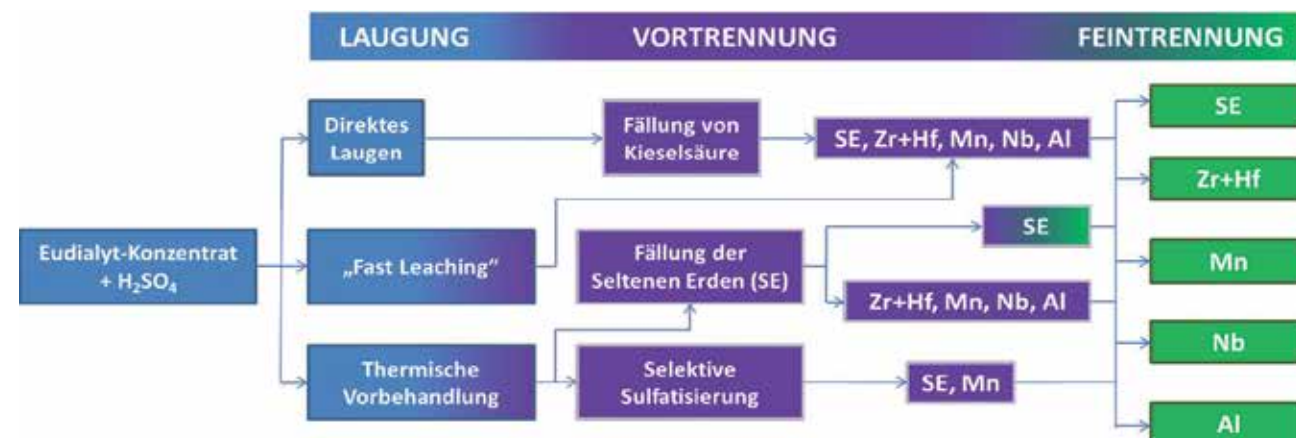 LAUGUNG
VORTRENNUNG
FEINTRENNUNG
Direktes
Laugen
Fällung von
Kieselsäure
SE, Zr+Hf, Mn, Nb, Al
SE
Zr+Hf
Eudialyt-Konzentrat
+ H₂SO₄
„Fast Leaching“
Fällung der
Seltenen Erden (SE)
SE
Zr+Hf, Mn, Nb, Al
Mn
Nb
Thermische
Vorbehandlung
Selektive
Sulfatisierung
SE, Mn
Al